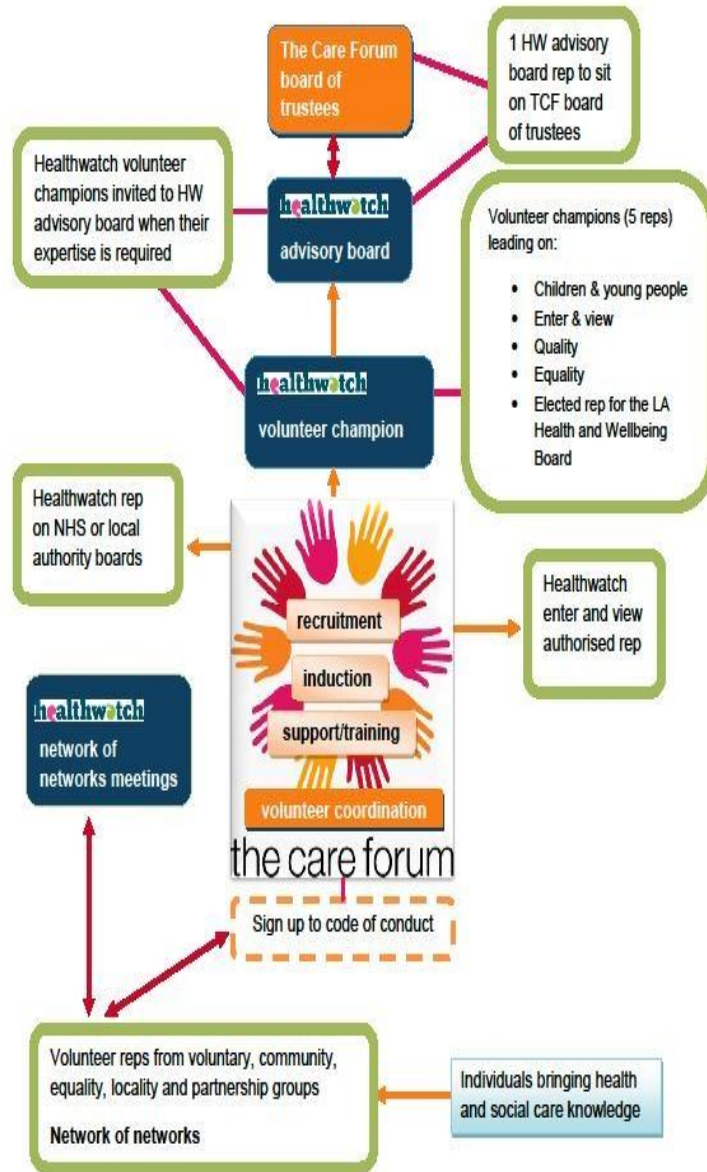 The Care Forum
board of
trustees
1 HW advisory
board rep to sit
on TCF board
of trustees
Healthwatch volunteer
champions invited to HW
advisory board when their
expertise is required
healthwatch
advisory board
Volunteer champions (5 reps)
leading on:
• Children & young people
• Enter & view
• Quality
• Equality
• Elected rep for the LA
Health and Wellbeing
Board
healthwatch
volunteer champion
Healthwatch rep
on NHS or local
authority boards
recruitment
induction
support/training
volunteer coordination
the care forum
Healthwatch
enter and view
authorised rep
healthwatch
network of
networks meetings
Sign up to code of conduct
Volunteer reps from voluntary, community,
equality, locality and partnership groups
Network of networks
Individuals bringing health
and social care knowledge